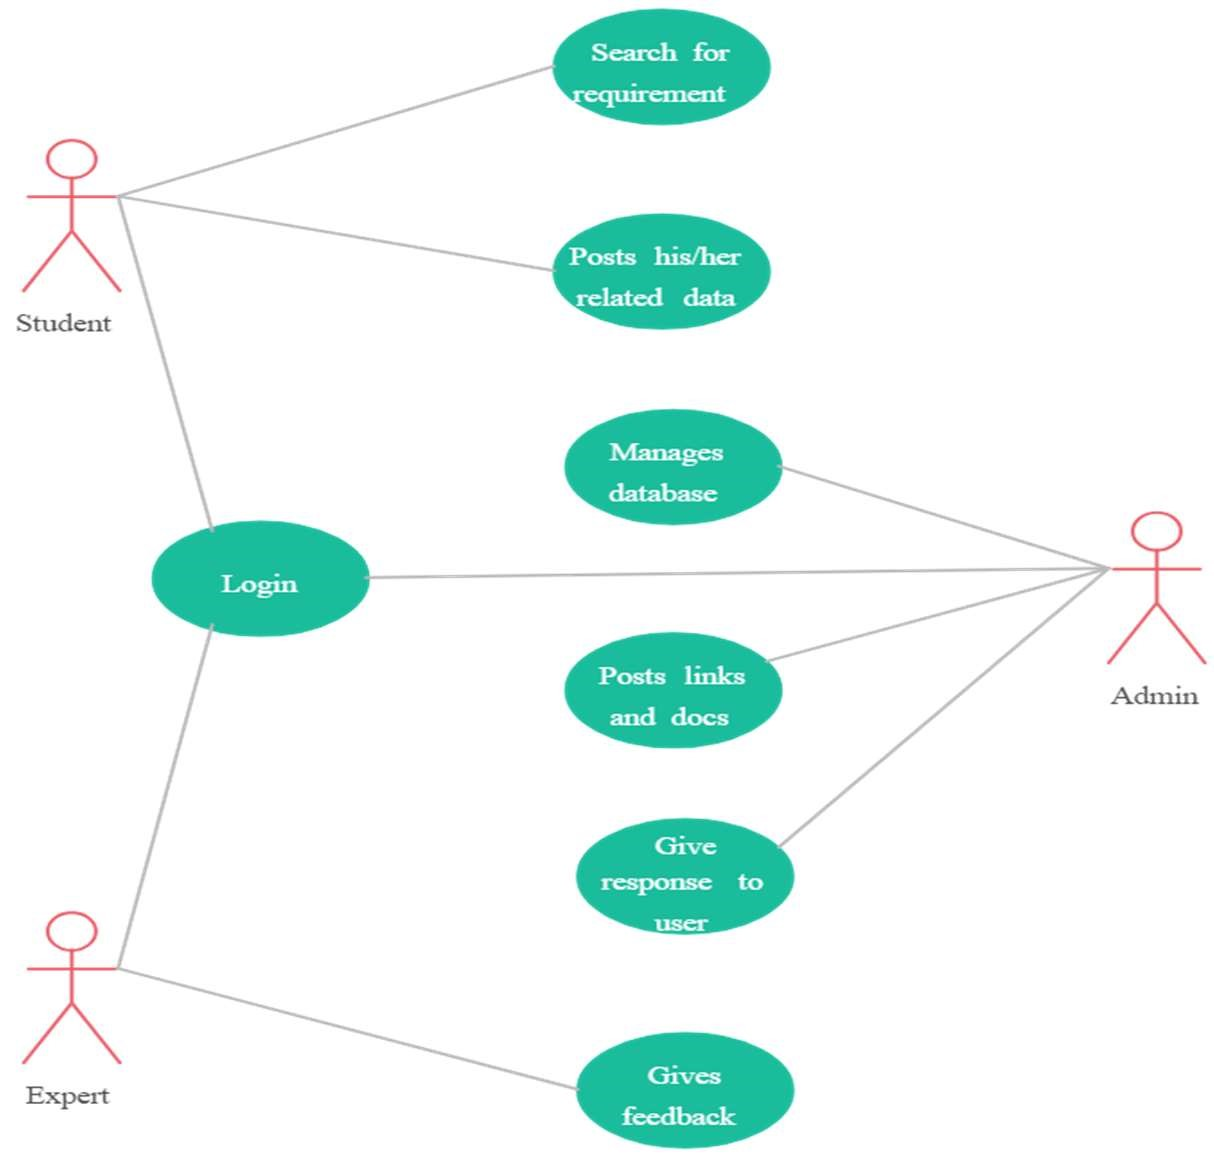 Search for
requirement
Posts his/her
related data
Student
Manages
database
Login
Posts links
and docs
Admin
Give
response to
user
Gives
feedback
Expert